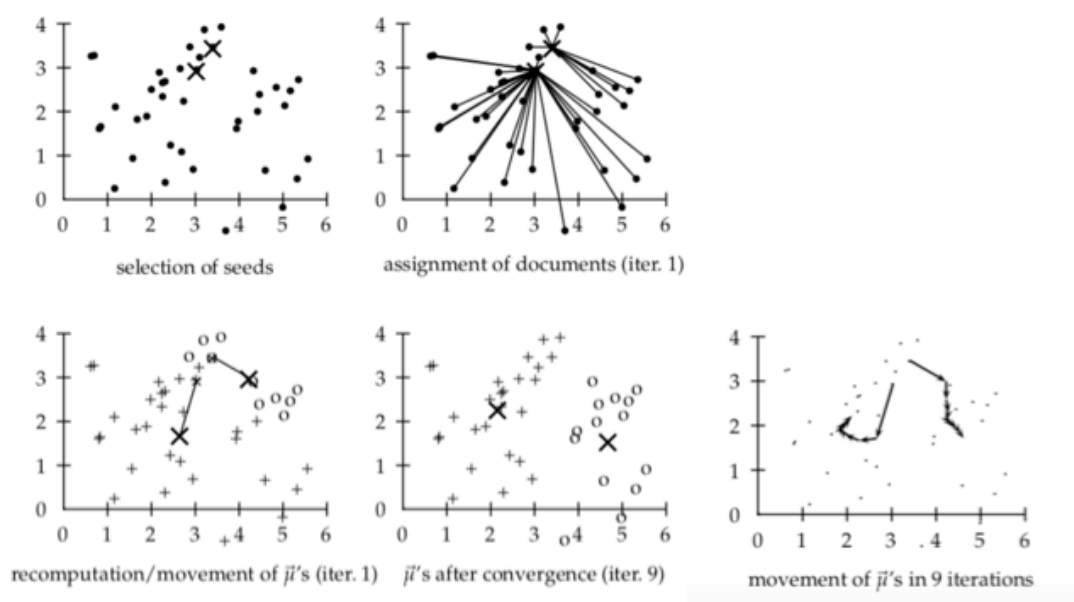 4
3
2
1
0
0 1 2 3 4 5 6
selection of seeds
4
3
2
1
0
0 1 2 3 4 5 6
assignment of documents (iter. 1)
4
3
2
1
0
0 1 2 3 4 5 6
recomputation/movement of μ⃗'s (iter. 1)
4
3
2
1
0
0 1 2 3 4 5 6
μ⃗'s after convergence (iter. 9)
4
3
2
1
0
0 1 2 3 4 5 6
movement of μ⃗'s in 9 iterations